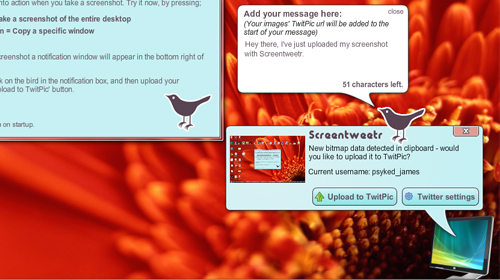 nto action when you take a screenshot. Try it now, by pressing;
ake a screenshot of the entire desktop
n = Copy a specific window
creenshot a notification window will appear in the bottom right of
k on the bird in the notification box, and then upload your
pload to TwitPic' button.
n on startup.
Add your message here:
close
(Your images' TwitPic url will be added to the
start of your message)
Hey there, I've just uploaded my screenshot
with Screentweetr.
51 characters left.
Screentweetr
x
New bitmap data detected in clipboard - would
you like to upload it to TwitPic?
Current username: psyked_james
Upload to TwitPic
Twitter settings